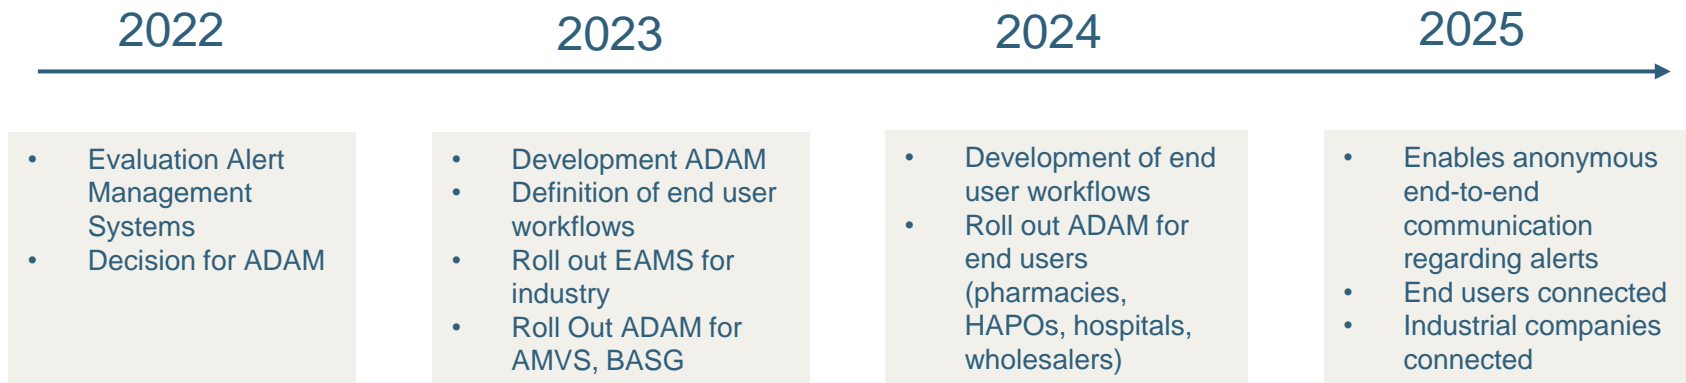 2022
2023
2024
2025
• Evaluation Alert
Management
Systems
• Decision for ADAM
• Development ADAM
• Definition of end user
workflows
• Roll out EAMS for
industry
• Roll Out ADAM for
AMVS, BASG
• Development of end
user workflows
• Roll out ADAM for
end users
(pharmacies,
HAPOs, hospitals,
wholesalers)
• Enables anonymous
end-to-end
communication
regarding alerts
• End users connected
• Industrial companies
connected